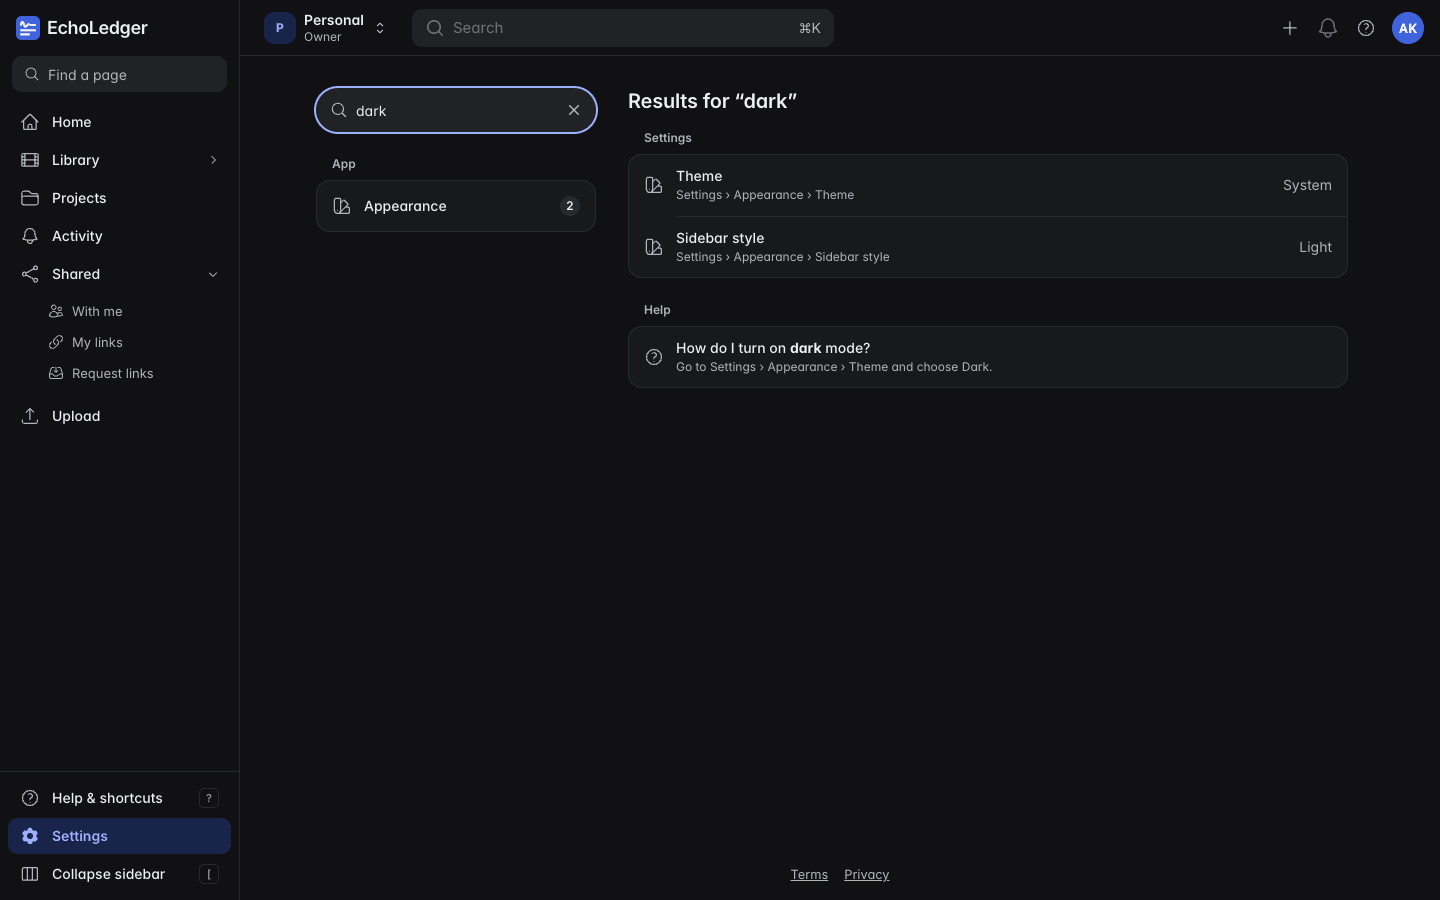 EchoLedger
Find a page
Home
Library
Projects
Activity
Shared
With me
My links
Request links
Upload
Help & shortcuts ?
Settings
Collapse sidebar [
P
Personal
Owner
Search ⌘K
AK
dark
App
Appearance 2
Results for “dark”
Settings
Theme
Settings › Appearance › Theme
System
Sidebar style
Settings › Appearance › Sidebar style
Light
Help
How do I turn on dark mode?
Go to Settings › Appearance › Theme and choose Dark.
Terms Privacy